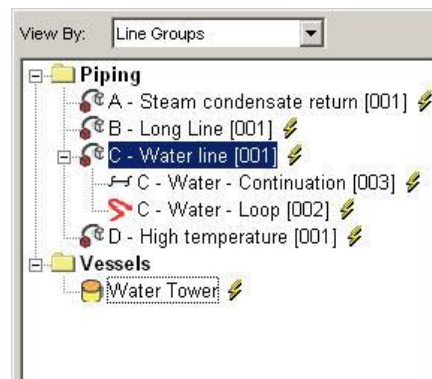 View By: Line Groups
Piping
A - Steam condensate return [001]
B - Long Line [001]
C - Water line [001]
C - Water - Continuation [003]
C - Water - Loop [002]
D - High temperature [001]
Vessels
Water Tower